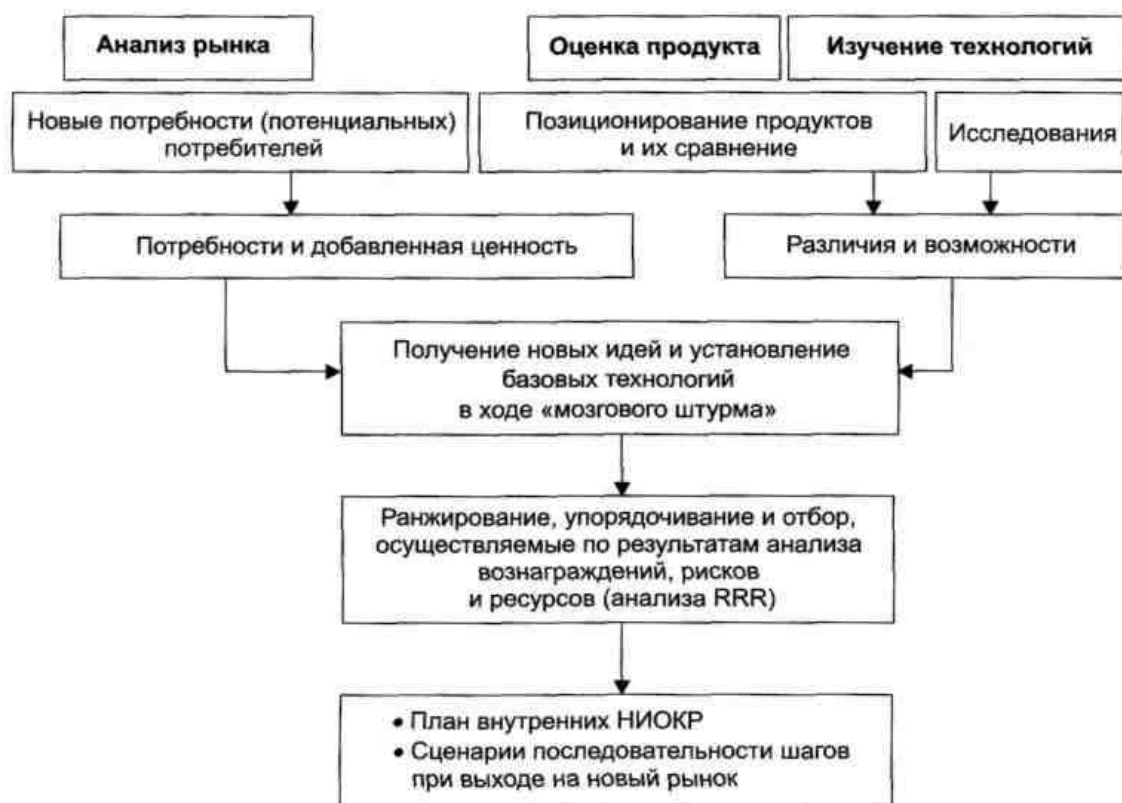 Анализ рынка
Оценка продукта
Изучение технологий
Новые потребности (потенциальных)
потребителей
Позиционирование продуктов
и их сравнение
Исследования
Потребности и добавленная ценность
Различия и возможности
Получение новых идей и установление
базовых технологий
в ходе «мозгового штурма»
Ранжирование, упорядочивание и отбор,
осуществляемые по результатам анализа
вознаграждений, рисков
и ресурсов (анализа RRR)
• План внутренних НИОКР
• Сценарии последовательности шагов
при выходе на новый рынок